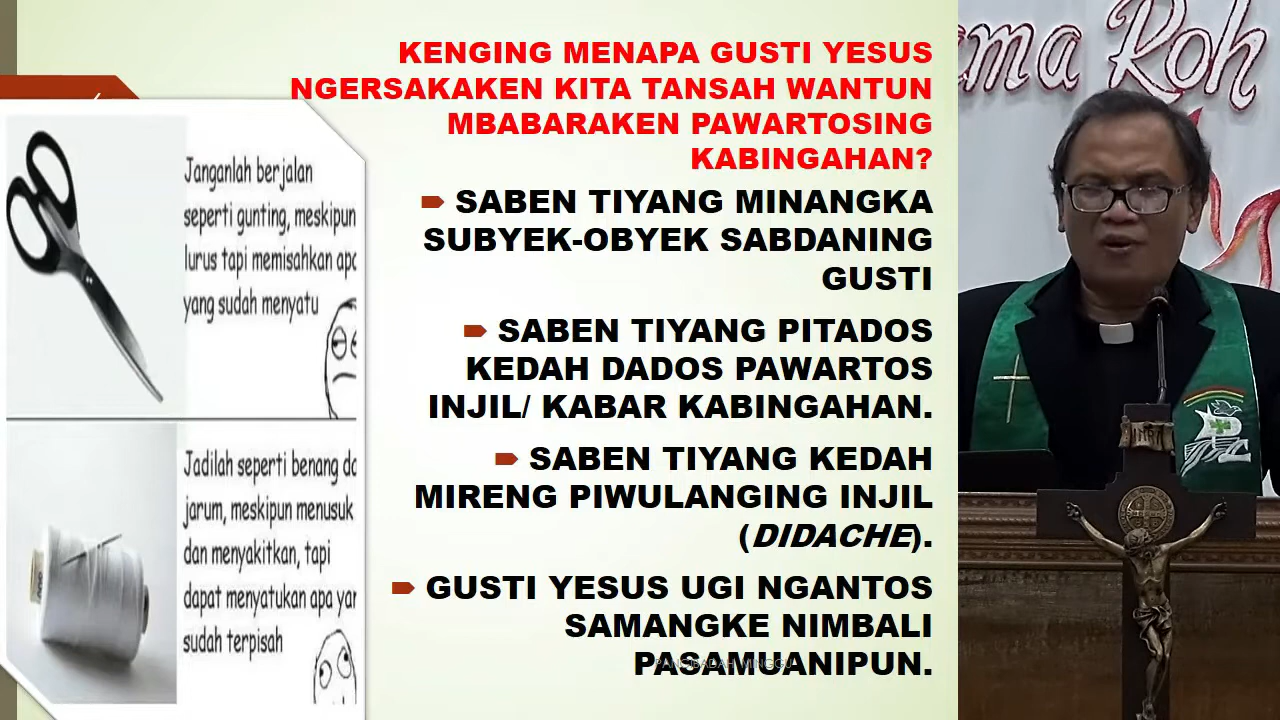 KENGING MENAPA GUSTI YESUS
NGERSAKAKEN KITA TANSAH WANTUN
MBABARAKEN PAWARTOSING
KABINGAHAN?
SABEN TIYANG MINANGKA
SUBYEK-OBYEK SABDANING
GUSTI
SABEN TIYANG PITADOS
KEDAH DADOS PAWARTOS
INJIL/ KABAR KABINGAHAN.
SABEN TIYANG KEDAH
MIRENG PIWULANGING INJIL
(DIDACHE).
GUSTI YESUS UGI NGANTOS
SAMANGKE NIMBALI
PASAMUANIPUN.
Janganlah berjalan
seperti gunting, meskipun
lurus tapi memisahkan apa
yang sudah menyatu
Jadilah seperti benang
jarum, meskipun menusuk
dan menyakitkan, tapi
dapat menyatukan apa
sudah terpisah
ma Roh